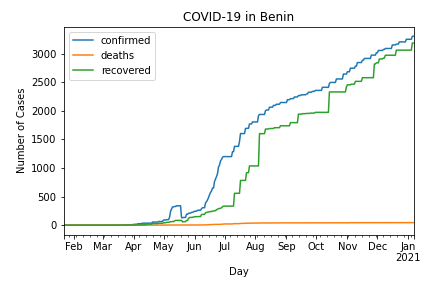 COVID-19 in Benin
confirmed
deaths
recovered
Number of Cases
3000
2500
2000
1500
1000
500
0
Feb Mar Apr May Jun Jul Aug Sep Oct Nov Dec Jan
2021
Day